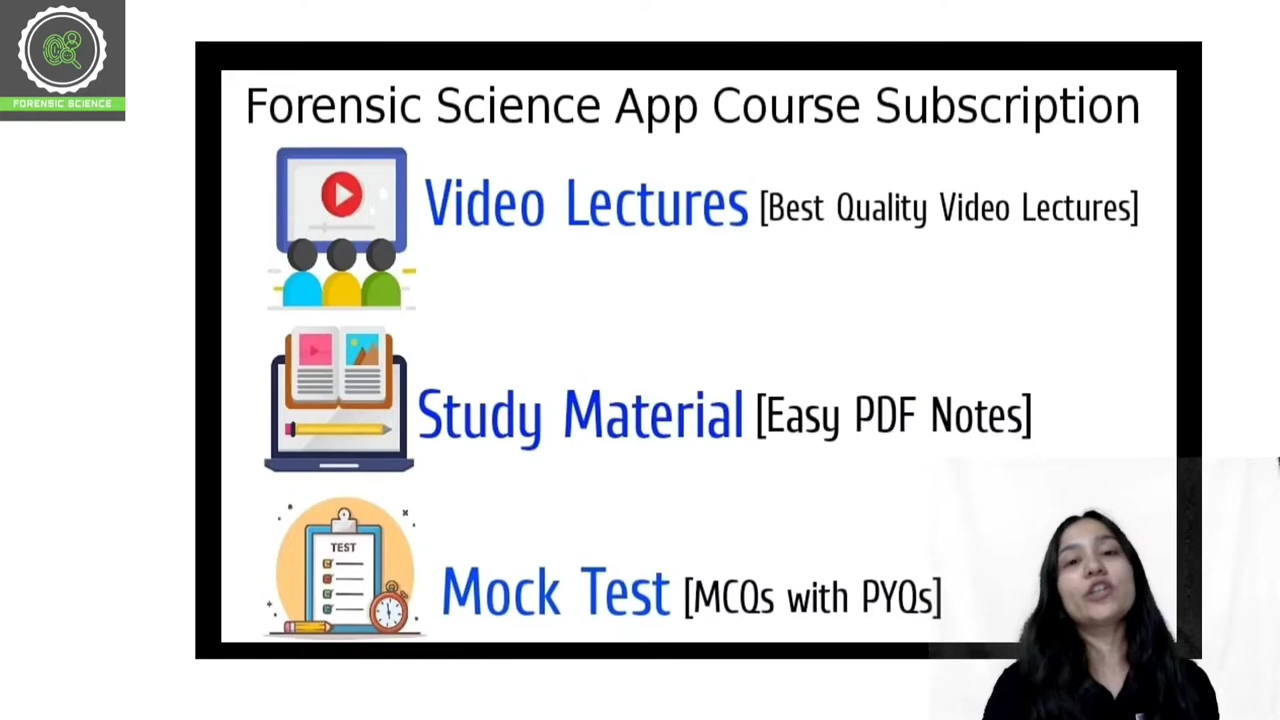 FORENSIC SCIENCE
Forensic Science App Course Subscription
Video Lectures [Best Quality Video Lectures]
Study Material [Easy PDF Notes]
TEST
Mock Test [MCQs with PYQs]